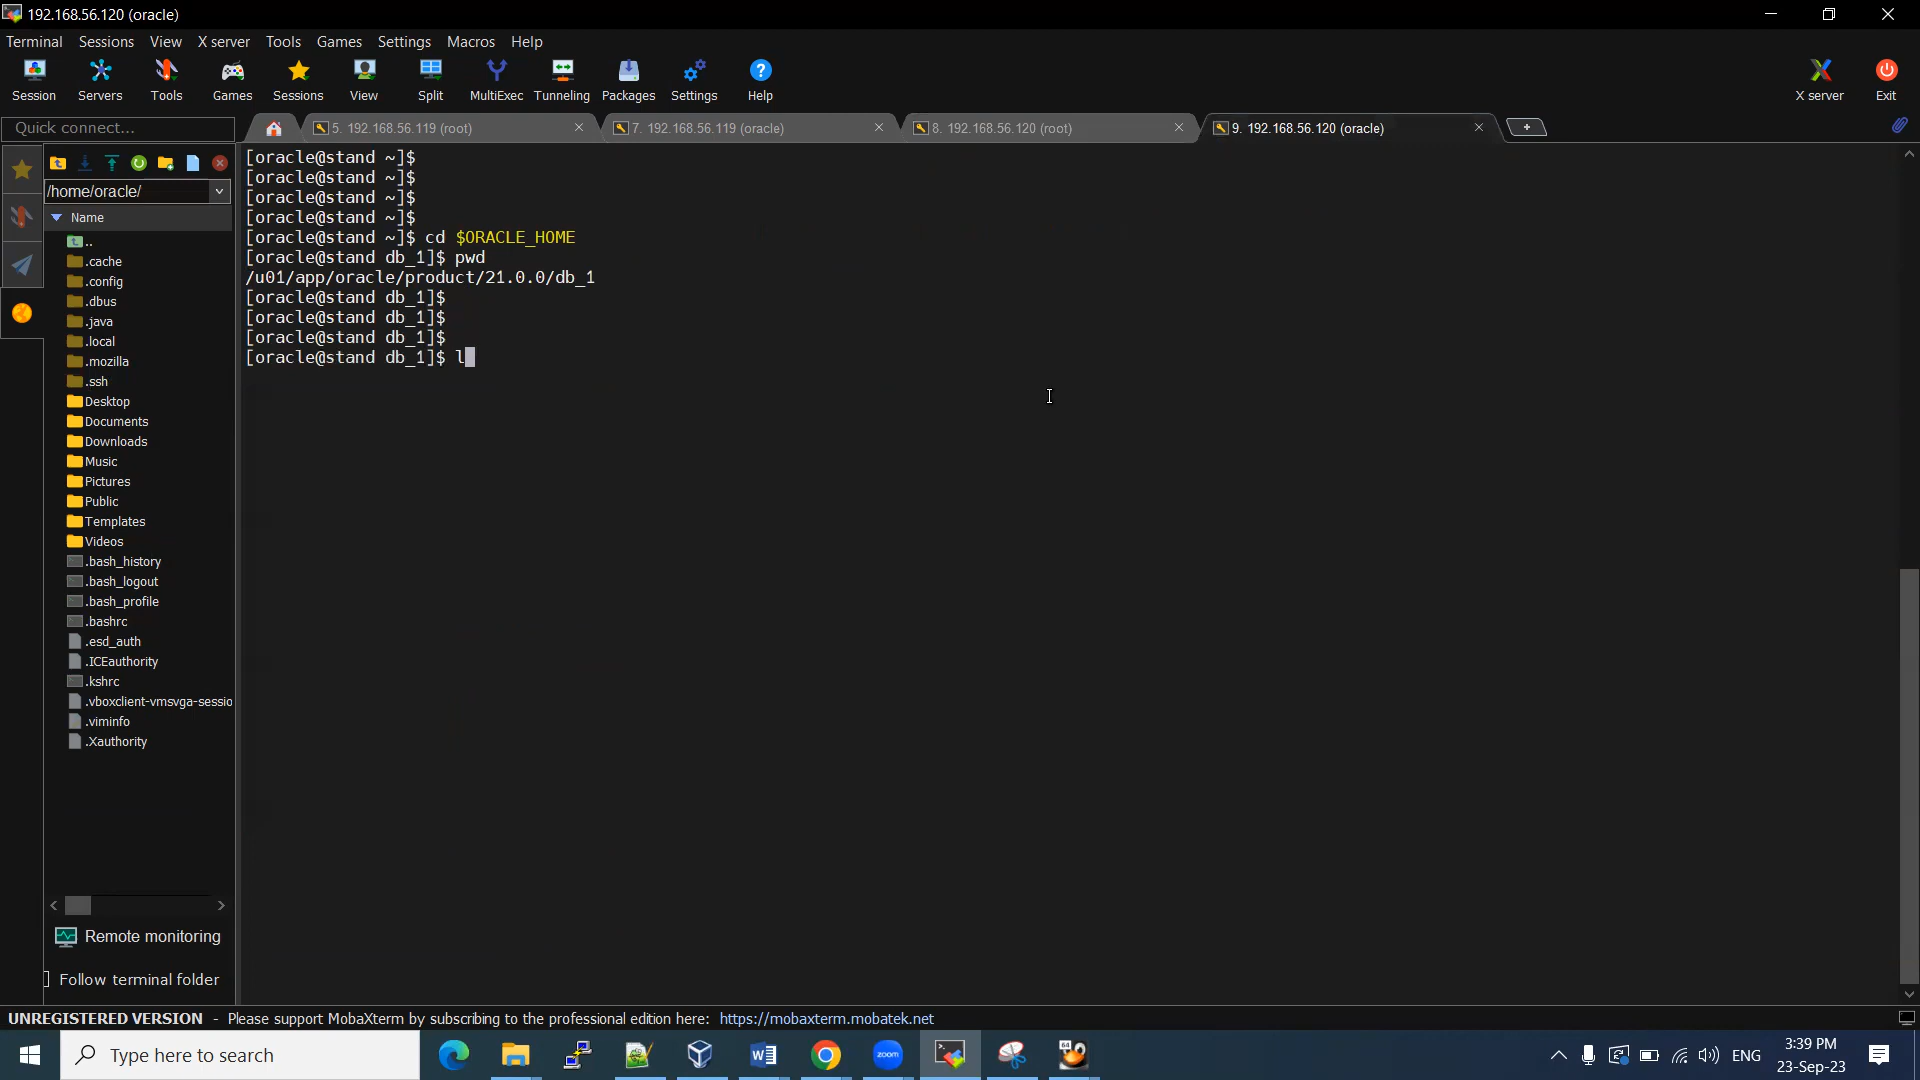 192.168.56.120 (oracle)
Terminal Sessions View X server Tools Games Settings Macros Help
Session Servers Tools Games Sessions View Split MultiExec Tunneling Packages Settings Help X server Exit
Quick connect... 5. 192.168.56.119 (root) 7. 192.168.56.119 (oracle) 8. 192.168.56.120 (root) 9. 192.168.56.120 (oracle)
/home/oracle/
Name
..
.cache
.config
.dbus
.java
.local
.mozilla
.ssh
Desktop
Documents
Downloads
Music
Pictures
Public
Templates
Videos
.bash_history
.bash_logout
.bash_profile
.bashrc
.esd_auth
.ICEauthority
.kshrc
.vboxclient-vmsvga-sessio
.viminfo
.Xauthority
Remote monitoring
Follow terminal folder
[oracle@stand ~]$
[oracle@stand ~]$
[oracle@stand ~]$
[oracle@stand ~]$
[oracle@stand ~]$ cd $ORACLE_HOME
[oracle@stand db_1]$ pwd
/u01/app/oracle/product/21.0.0/db_1
[oracle@stand db_1]$
[oracle@stand db_1]$
[oracle@stand db_1]$
[oracle@stand db_1]$ l
UNREGISTERED VERSION - Please support MobaXterm by subscribing to the professional edition here: https://mobaxterm.mobatek.net
Type here to search
zoom
64
ENG
3:39 PM
23-Sep-23